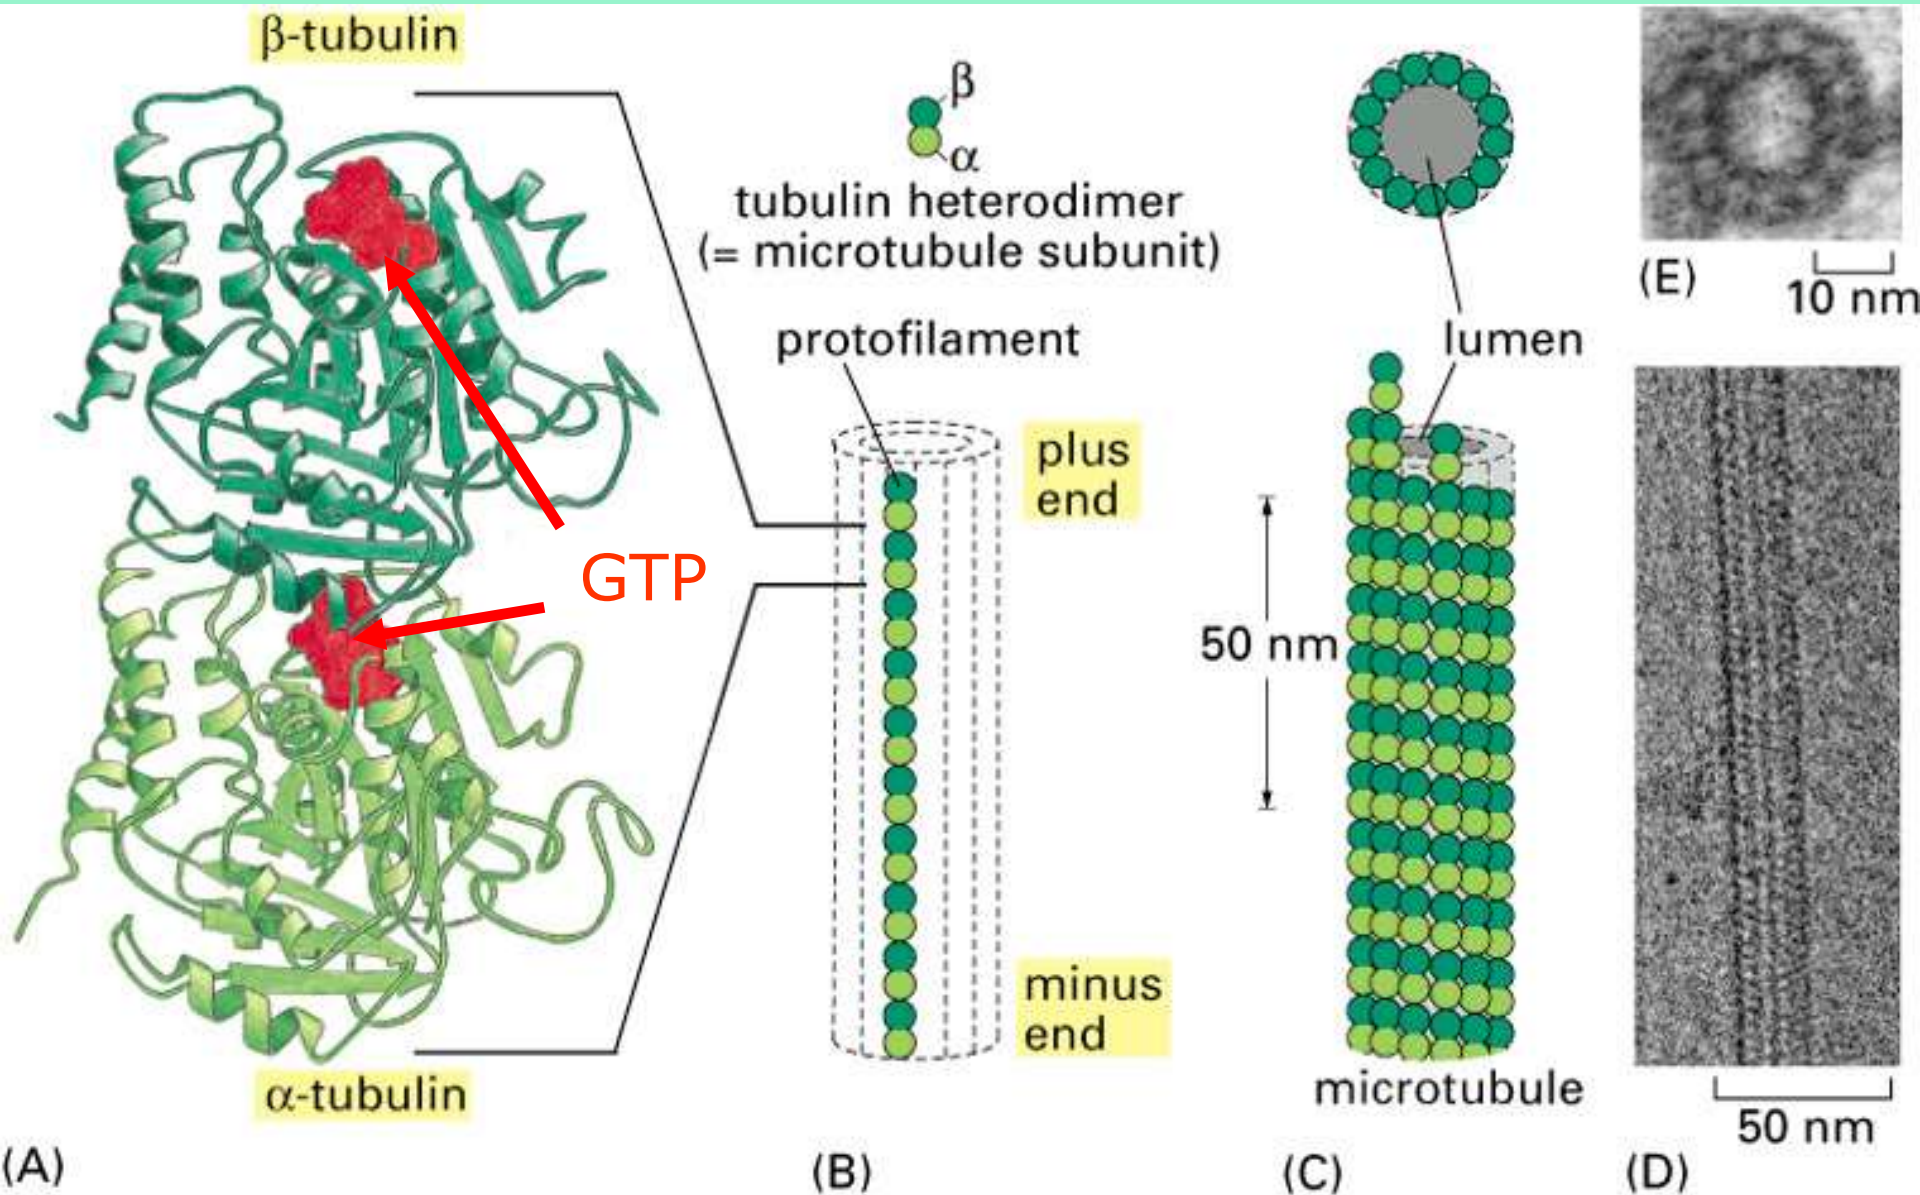 β-tubulin
GTP
α-tubulin
(A)
β
α
tubulin heterodimer
(= microtubule subunit)
protofilament
plus
end
minus
end
(B)
lumen
50 nm
microtubule
(C)
(E)
10 nm
50 nm
(D)